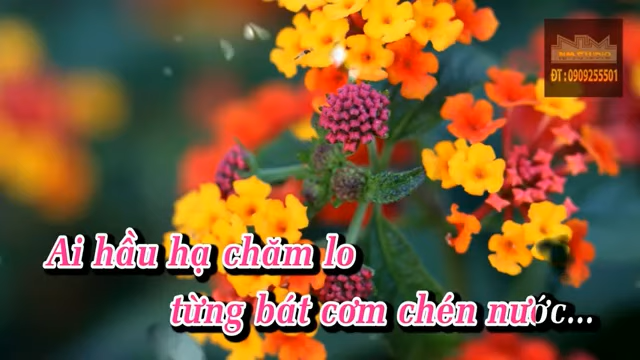 ĐT : 0909255501
Ai hầu hạ chăm lo
từng bát cơm chén nước...